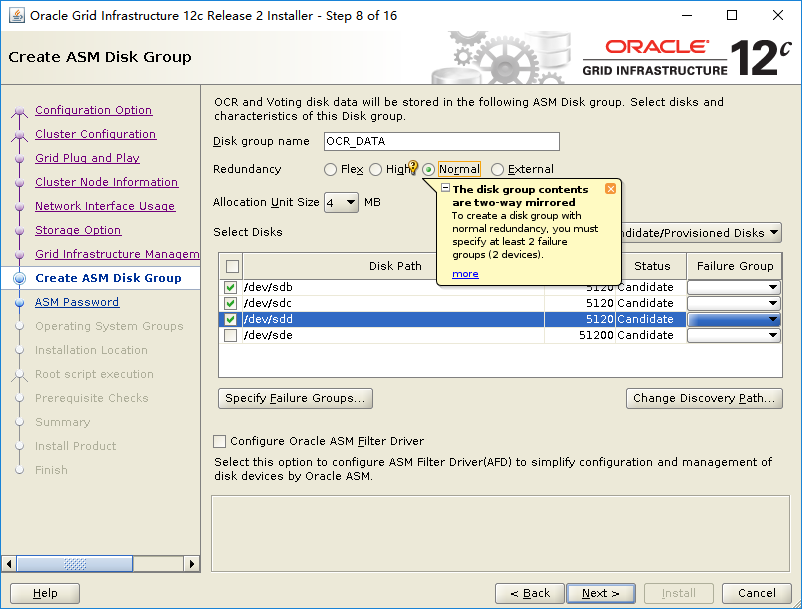 Oracle Grid Infrastructure 12c Release 2 Installer - Step 8 of 16
Create ASM Disk Group
ORACLE
GRID INFRASTRUCTURE
12c
Configuration Option
Cluster Configuration
Grid Plug and Play
Cluster Node Information
Network Interface Usage
Storage Option
Grid Infrastructure Managem
Create ASM Disk Group
ASM Password
Operating System Groups
Installation Location
Root script execution
Prerequisite Checks
Summary
Install Product
Finish
OCR and Voting disk data will be stored in the following ASM Disk group. Select disks and
characteristics of this Disk group.
Disk group name OCR_DATA
Redundancy Flex High Normal External
Allocation Unit Size 4 MB
The disk group contents
are two-way mirrored
To create a disk group with
normal redundancy, you must
specify at least 2 failure
groups (2 devices).
more
Select Disks ndidate/Provisioned Disks
Disk Path Status Failure Group
/dev/sdb 5120 Candidate
/dev/sdc 5120 Candidate
/dev/sdd 5120 Candidate
/dev/sde 51200 Candidate
Specify Failure Groups... Change Discovery Path...
Configure Oracle ASM Filter Driver
Select this option to configure ASM Filter Driver(AFD) to simplify configuration and management of
disk devices by Oracle ASM.
Help < Back Next > Install Cancel